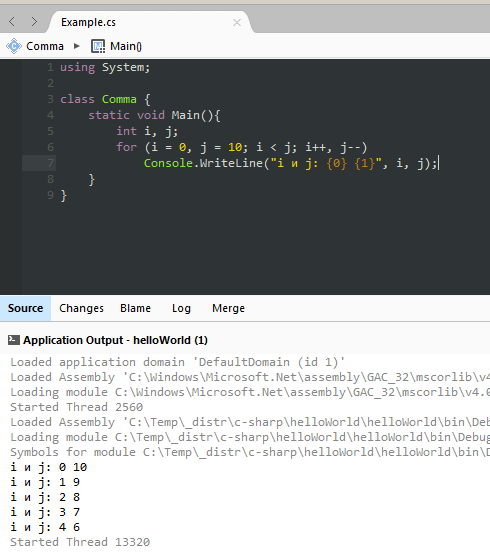 Example.cs
Comma Main()
1 using System;
2
3 class Comma {
4 static void Main(){
5 int i, j;
6 for (i = 0, j = 10; i < j; i++, j--)
7 Console.WriteLine("i и j: {0} {1}", i, j);
8 }
9 }
Source Changes Blame Log Merge
Application Output - helloWorld (1)
Loaded application domain 'DefaultDomain (id 1)'
Loaded Assembly 'C:\Windows\Microsoft.Net\assembly\GAC_32\mscorlib\v4
Loading module C:\Windows\Microsoft.Net\assembly\GAC_32\mscorlib\v4.0
Started Thread 2560
Loaded Assembly 'C:\Temp\_distr\c-sharp\helloWorld\helloWorld\bin\Deb
Loading module C:\Temp\_distr\c-sharp\helloWorld\helloWorld\bin\Debug
Symbols for module C:\Temp\_distr\c-sharp\helloWorld\helloWorld\bin\D
i и j: 0 10
i и j: 1 9
i и j: 2 8
i и j: 3 7
i и j: 4 6
Started Thread 13320